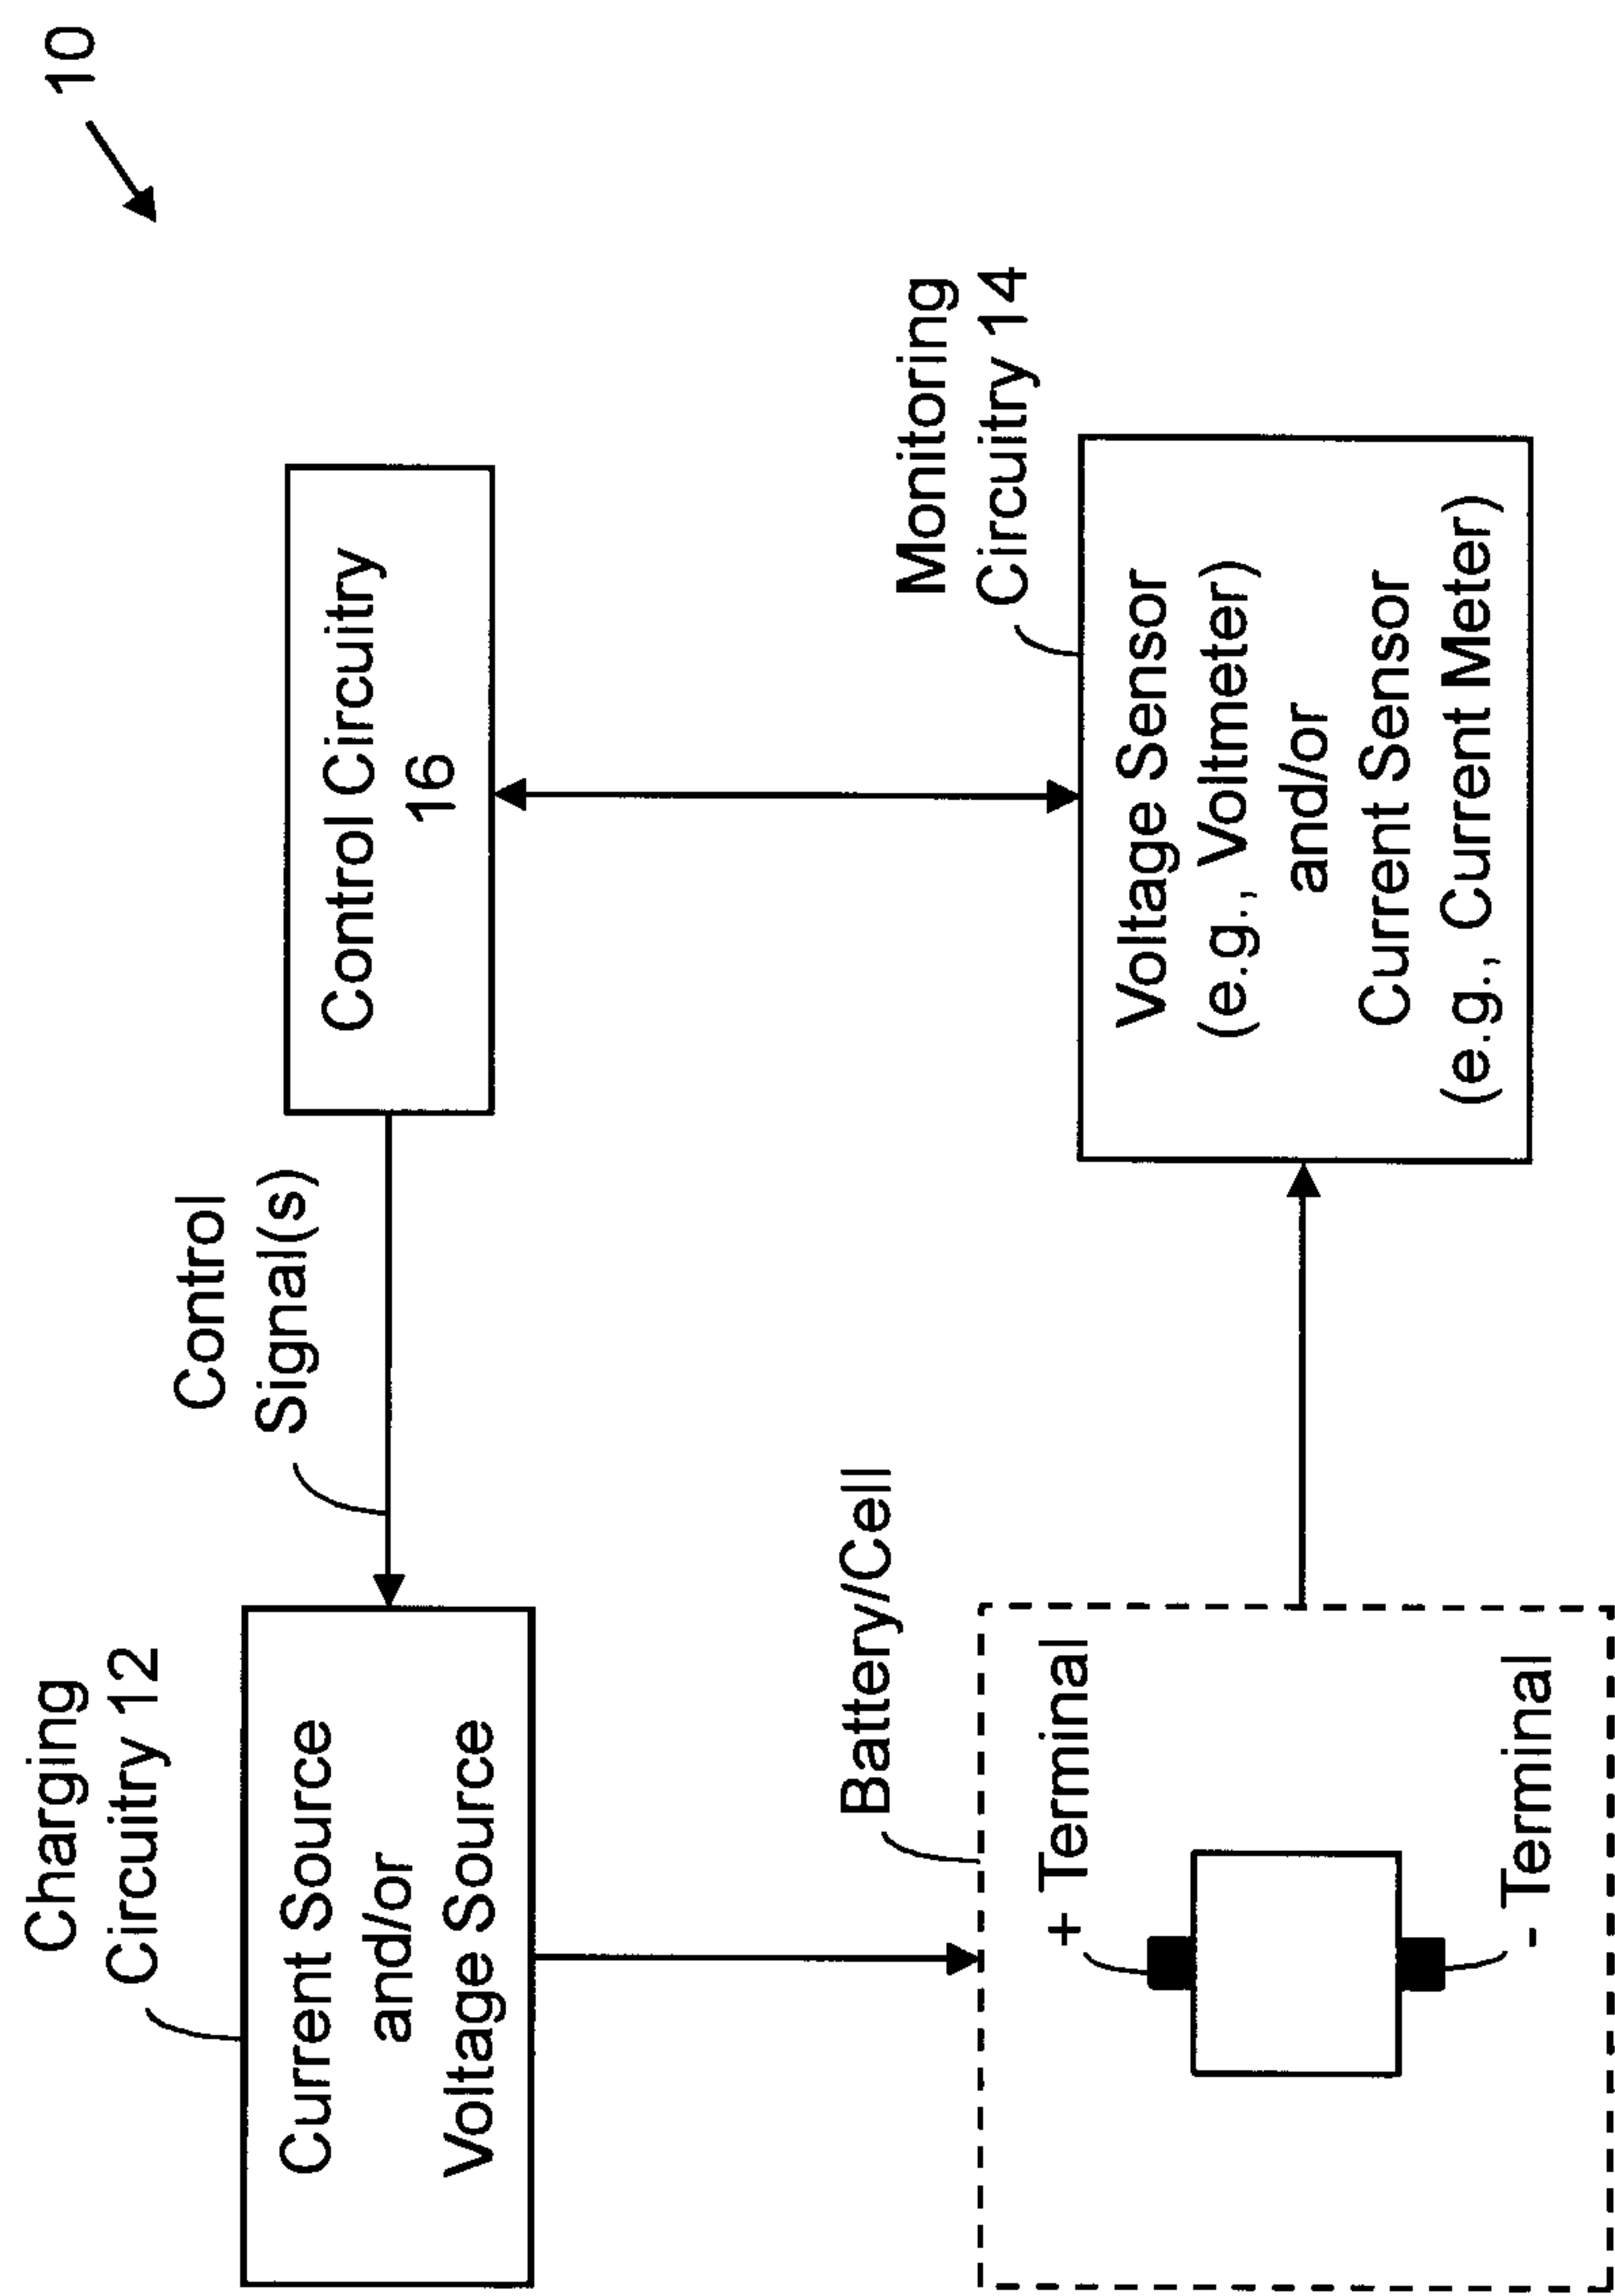 10
Charging
Circuitry 12
Current Source
and/or
Voltage Source
Control
Signal(s)
Control Circuitry
16
Battery/Cell
+ Terminal
- Terminal
Monitoring
Circuitry 14
Voltage Sensor
(e.g., Voltmeter)
and/or
Current Sensor
(e.g., Current Meter)